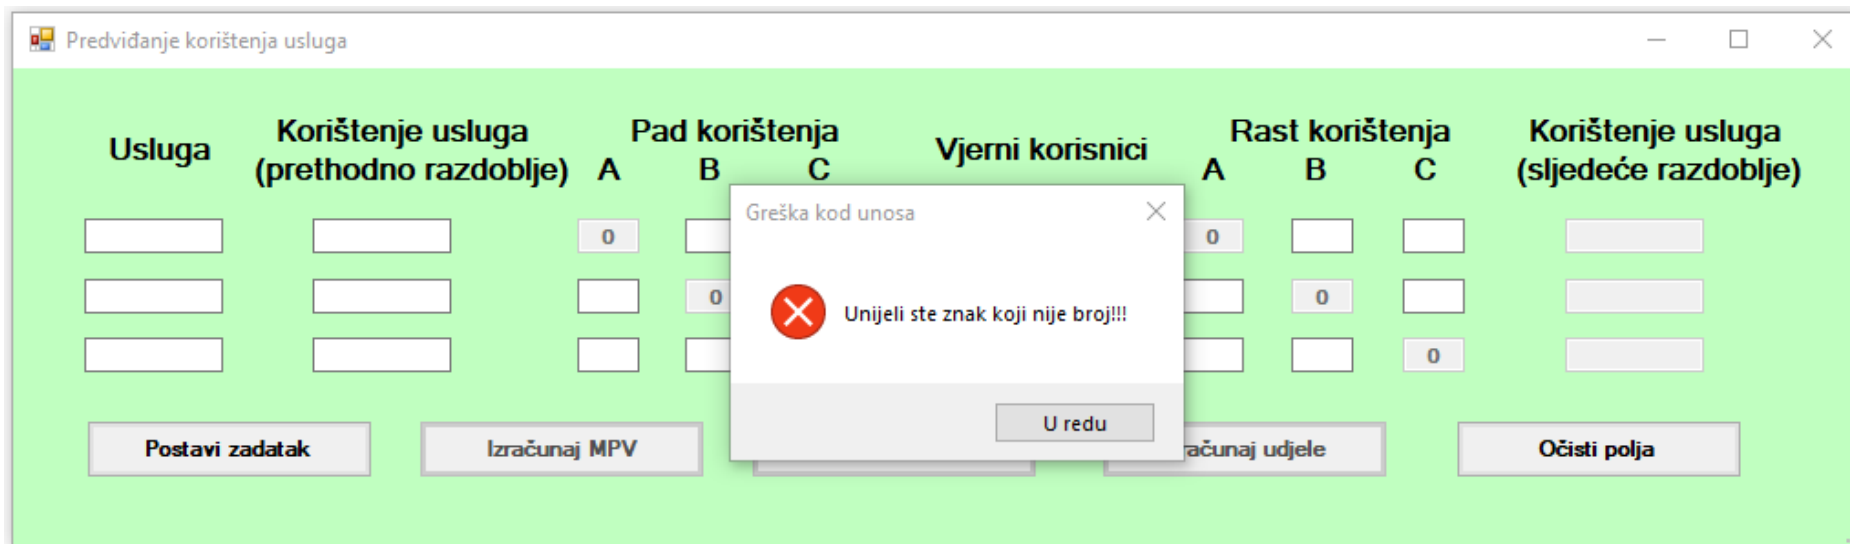 Predviđanje korištenja usluga
Usluga
Korištenje usluga
(prethodno razdoblje)
Pad korištenja
A B C
Vjerni korisnici
Rast korištenja
A B C
Korištenje usluga
(sljedeće razdoblje)
0 0
0 0
0
Greška kod unosa
Unijeli ste znak koji nije broj!!!
U redu
Postavi zadatak
Izračunaj MPV
udjele
Očisti polja